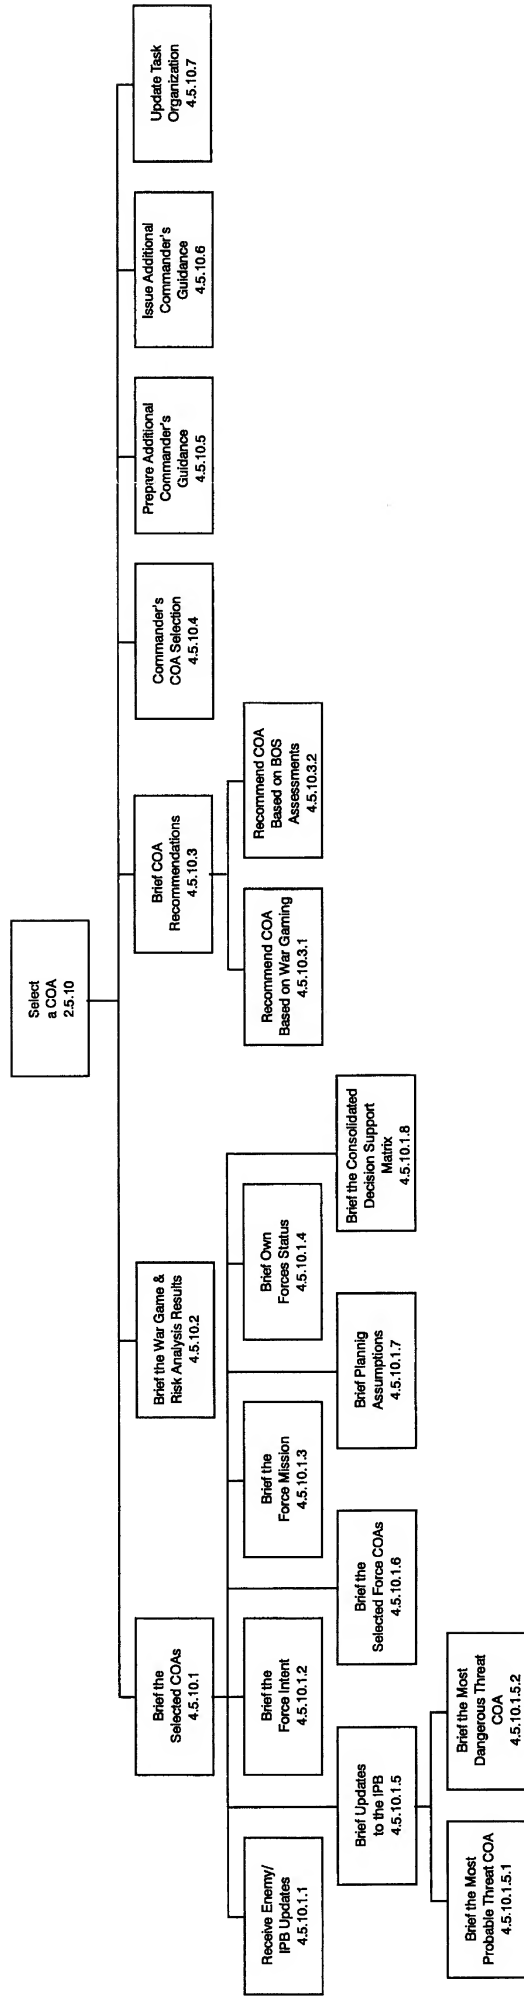 Select
a COA
2.5.10
Brief the
Selected COAs
4.5.10.1
Brief the War Game &
Risk Analysis Results
4.5.10.2
Brief COA
Recommendations
4.5.10.3
Commander's
COA Selection
4.5.10.4
Prepare Additional
Commander's
Guidance
4.5.10.5
Issue Additional
Commander's
Guidance
4.5.10.6
Update Task
Organization
4.5.10.7
Receive Enemy/
IPB Updates
4.5.10.1.1
Brief the
Force Intent
4.5.10.1.2
Brief the
Force Mission
4.5.10.1.3
Brief Own
Forces Status
4.5.10.1.4
Recommend COA
Based on War Gaming
4.5.10.3.1
Recommend COA
Based on BOS
Assessments
4.5.10.3.2
Brief Updates
to the IPB
4.5.10.1.5
Brief the
Selected Force COAs
4.5.10.1.6
Brief Plannig
Assumptions
4.5.10.1.7
Brief the Consolidated
Decision Support
Matrix
4.5.10.1.8
Brief the Most
Probable Threat COA
4.5.10.1.5.1
Brief the Most
Dangerous Threat
COA
4.5.10.1.5.2